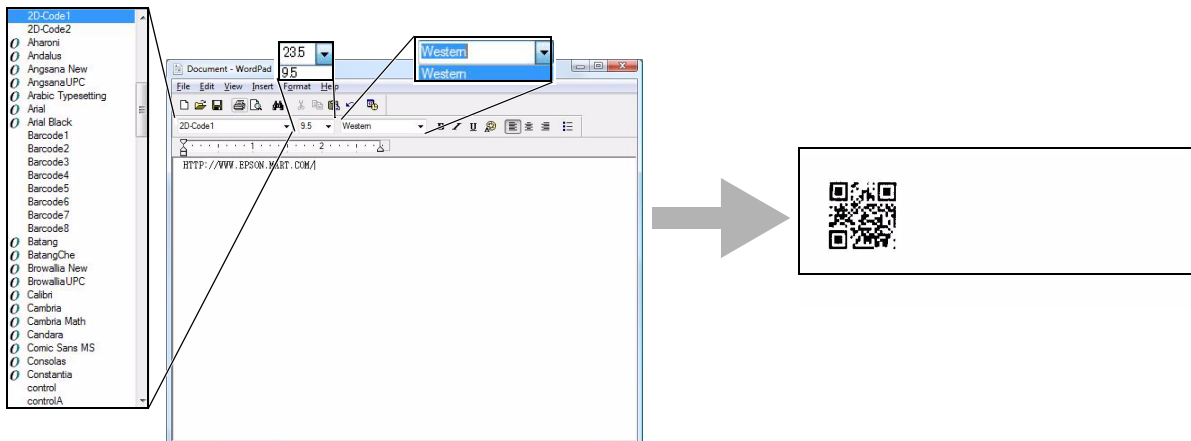 2D-Code1
2D-Code2
Aharoni
Andalus
Angsana New
AngsanaUPC
Arabic Typesetting
Arial
Arial Black
Barcode1
Barcode2
Barcode3
Barcode4
Barcode5
Barcode6
Barcode7
Barcode8
Batang
BatangChe
Browallia New
BrowalliaUPC
Calibri
Cambria
Cambria Math
Candara
Comic Sans MS
Consolas
Constantia
control
controlA
23.5
9.5
Western
Western
Document - WordPad
File Edit View Insert Format Help
2D-Code1 9.5 Western
1 2
HTTP://WWW.EPSON.MART.COM/